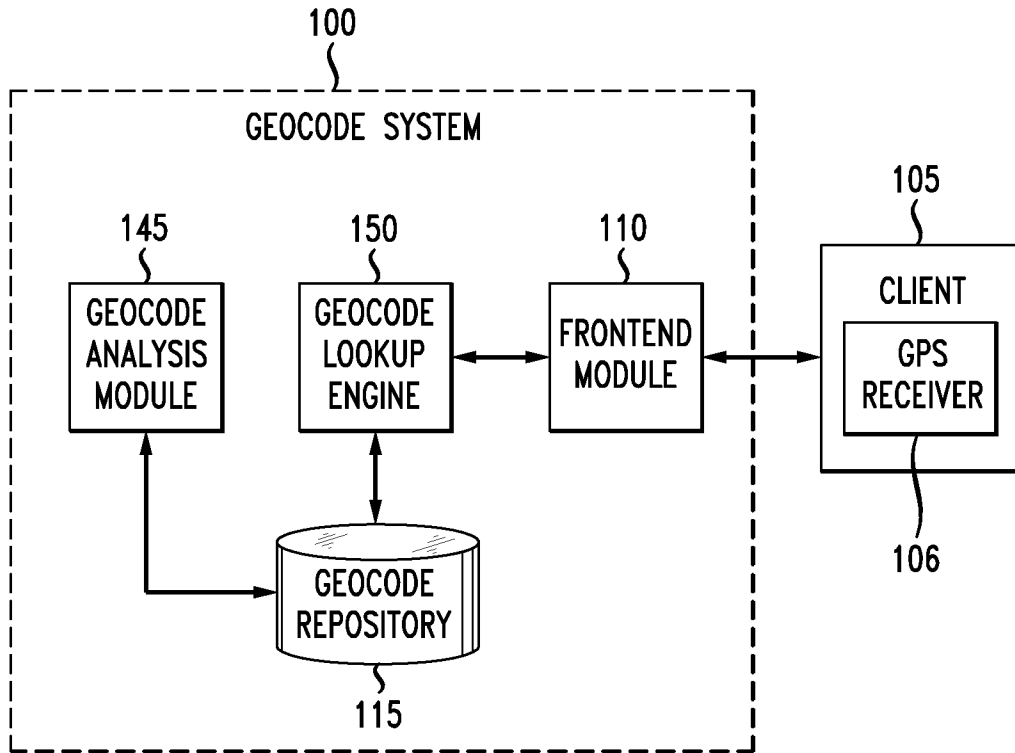 100
GEOCODE SYSTEM
145
150
110
105
GEOCODE
ANALYSIS
MODULE
GEOCODE
LOOKUP
ENGINE
FRONTEND
MODULE
CLIENT
GPS
RECEIVER
106
GEOCODE
REPOSITORY
115